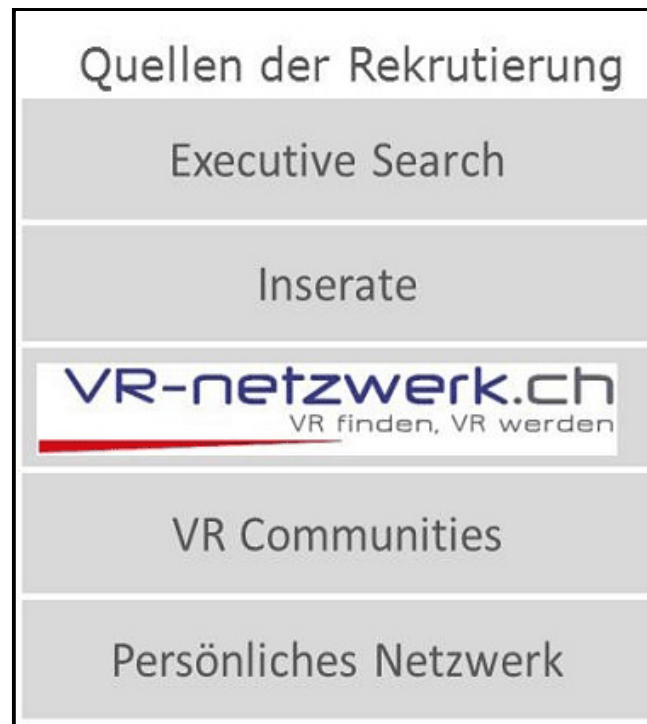 Quellen der Rekrutierung
Executive Search
Inserate
VR-netzwerk.ch
VR finden, VR werden
VR Communities
Persönliches Netzwerk